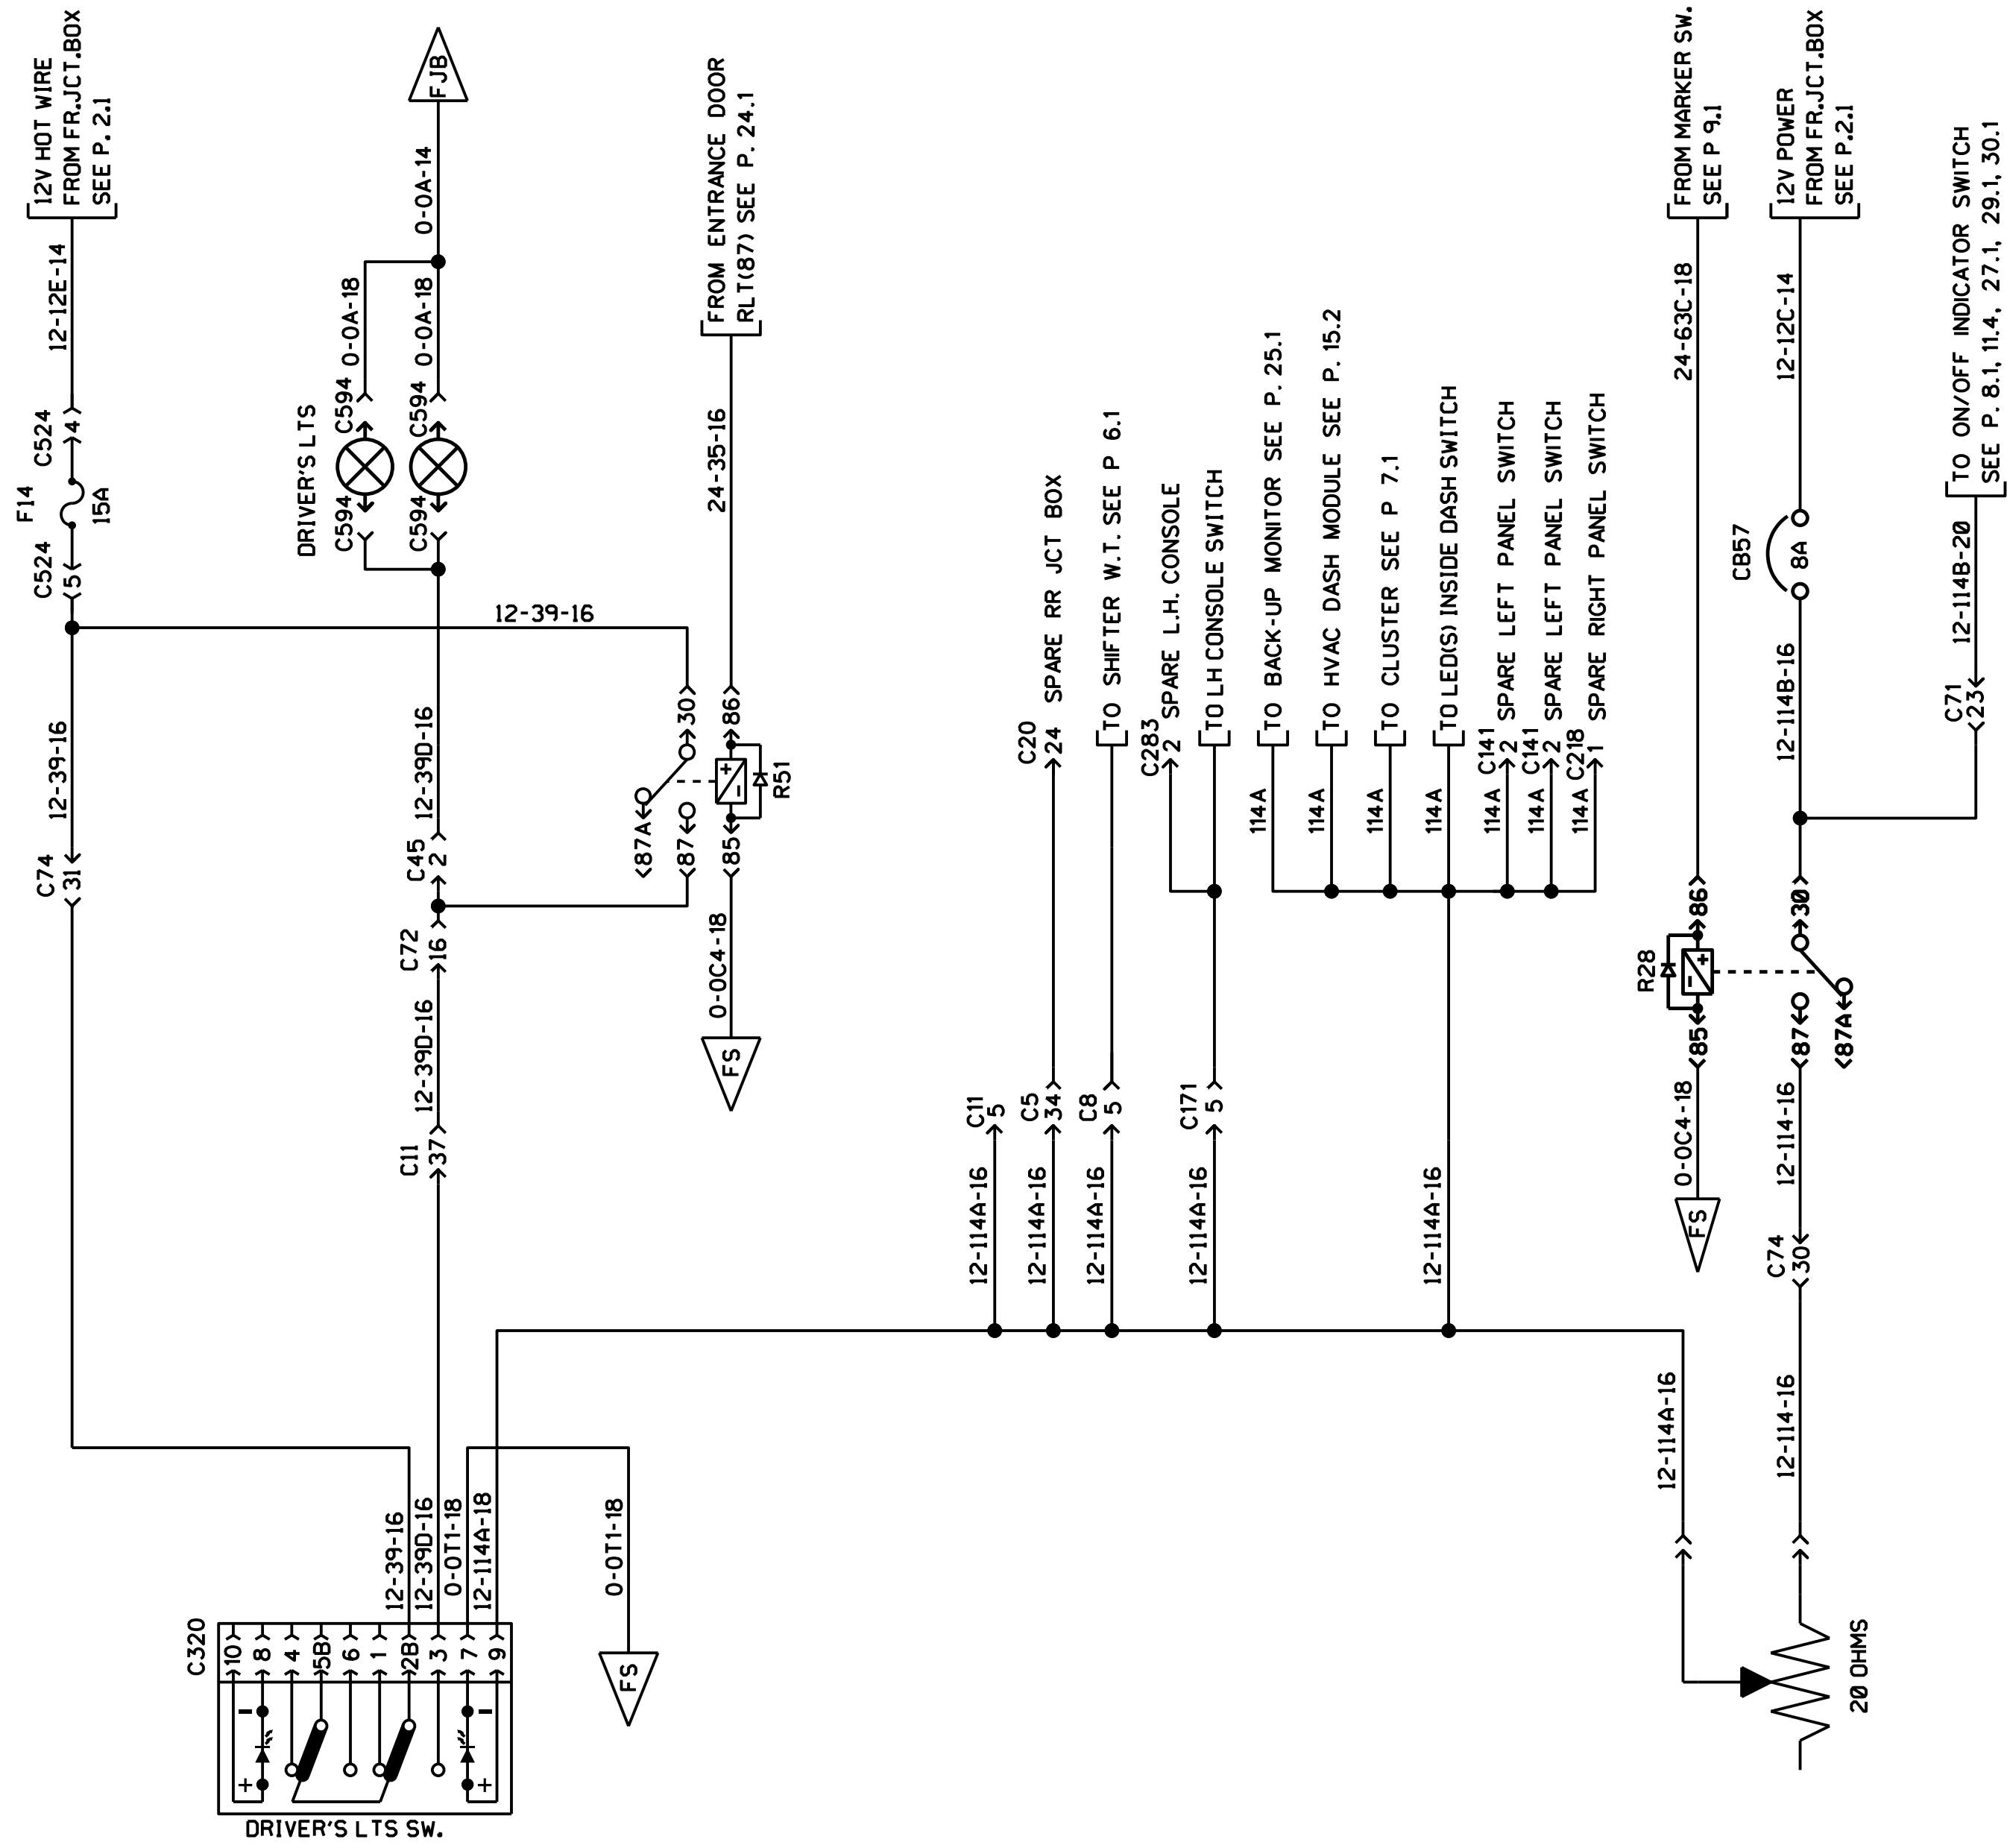 12V HOT WIRE
FROM FR.JCT.BOX
SEE P. 2.1
12-12E-14
C524
4
F14
15A
C524
5
12-39-16
12-39-16
C74
31
FJB
0-0A-14
0-0A-18
0-0A-18
DRIVER'S LTS
C594
C594
C594
C594
12-39D-16
C45
2
C72
16
12-39D-16
C11
37
FROM ENTRANCE DOOR
RLT(87) SEE P. 24.1
24-35-16
30
86
87A
87
85
R51
0-0C4-18
FS
C20
24 SPARE RR JCT BOX
TO SHIFTER W.T. SEE P 6.1
C283
2 SPARE L.H. CONSOLE
TO LH CONSOLE SWITCH
TO BACK-UP MONITOR SEE P. 25.1
TO HVAC DASH MODULE SEE P. 15.2
TO CLUSTER SEE P 7.1
TO LED(S) INSIDE DASH SWITCH
C141
2 SPARE LEFT PANEL SWITCH
C141
2 SPARE LEFT PANEL SWITCH
C218
1 SPARE RIGHT PANEL SWITCH
114A
114A
114A
114A
114A
114A
114A
C11
5
C5
34
C8
5
C171
5
12-114A-16
12-114A-16
12-114A-16
12-114A-16
12-114A-16
FROM MARKER SW.
SEE P 9.1
24-63C-18
12V POWER
FROM FR.JCT.BOX
SEE P.2.1
12-12C-14
CB57
8A
12-114B-16
TO ON/OFF INDICATOR SWITCH
SEE P. 8.1, 11.4, 27.1, 29.1, 30.1
12-114B-20
C71
23
R28
86
85
30
87
87A
0-0C4-18
FS
12-114-16
C74
30
12-114A-16
12-114-16
20 OHMS
12-39-16
12-39D-16
0-0T1-18
12-114A-18
0-0T1-18
FS
C320
10
8
4
5B
6
1
2B
3
7
9
- -
+ +
DRIVER'S LTS SW.